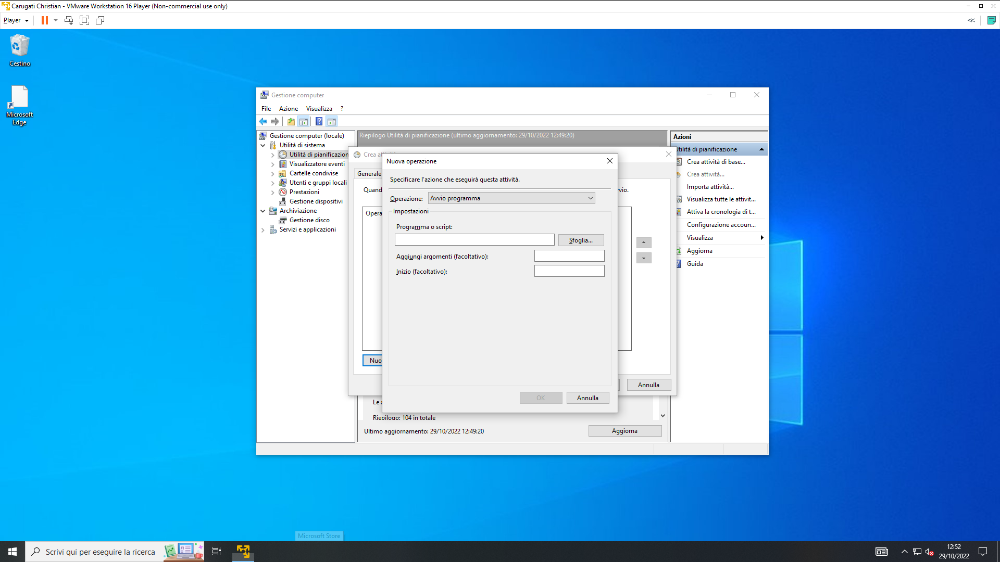 Carugati Christian - VMware Workstation 16 Player (Non-commercial use only)
Player
Cestino
Microsoft
Edge
Gestione computer
File Azione Visualizza ?
Gestione computer (locale)
Utilità di sistema
Utilità di pianificazion
Visualizzatore eventi
Cartelle condivise
Utenti e gruppi locali
Prestazioni
Gestione dispositivi
Archiviazione
Gestione disco
Servizi e applicazioni
Riepilogo Utilità di pianificazione (ultimo aggiornamento: 29/10/2022 12:49:20)
Crea
Generale
Quand
vio.
Opera
Nuo
Annulla
Nuova operazione
Specificare l'azione che eseguirà questa attività.
Operazione: Avvio programma
Impostazioni
Programma o script:
Sfoglia...
Aggiungi argomenti (facoltativo):
Inizio (facoltativo):
OK Annulla
Le a
Riepilogo: 104 in totale
Ultimo aggiornamento: 29/10/2022 12:49:20
Aggiorna
Azioni
Utilità di pianificazione
Crea attività di base...
Crea attività...
Importa attività...
Visualizza tutte le attivit...
Attiva la cronologia di t...
Configurazione accoun...
Visualizza
Aggiorna
Guida
Microsoft Store
Scrivi qui per eseguire la ricerca
12:52
29/10/2022